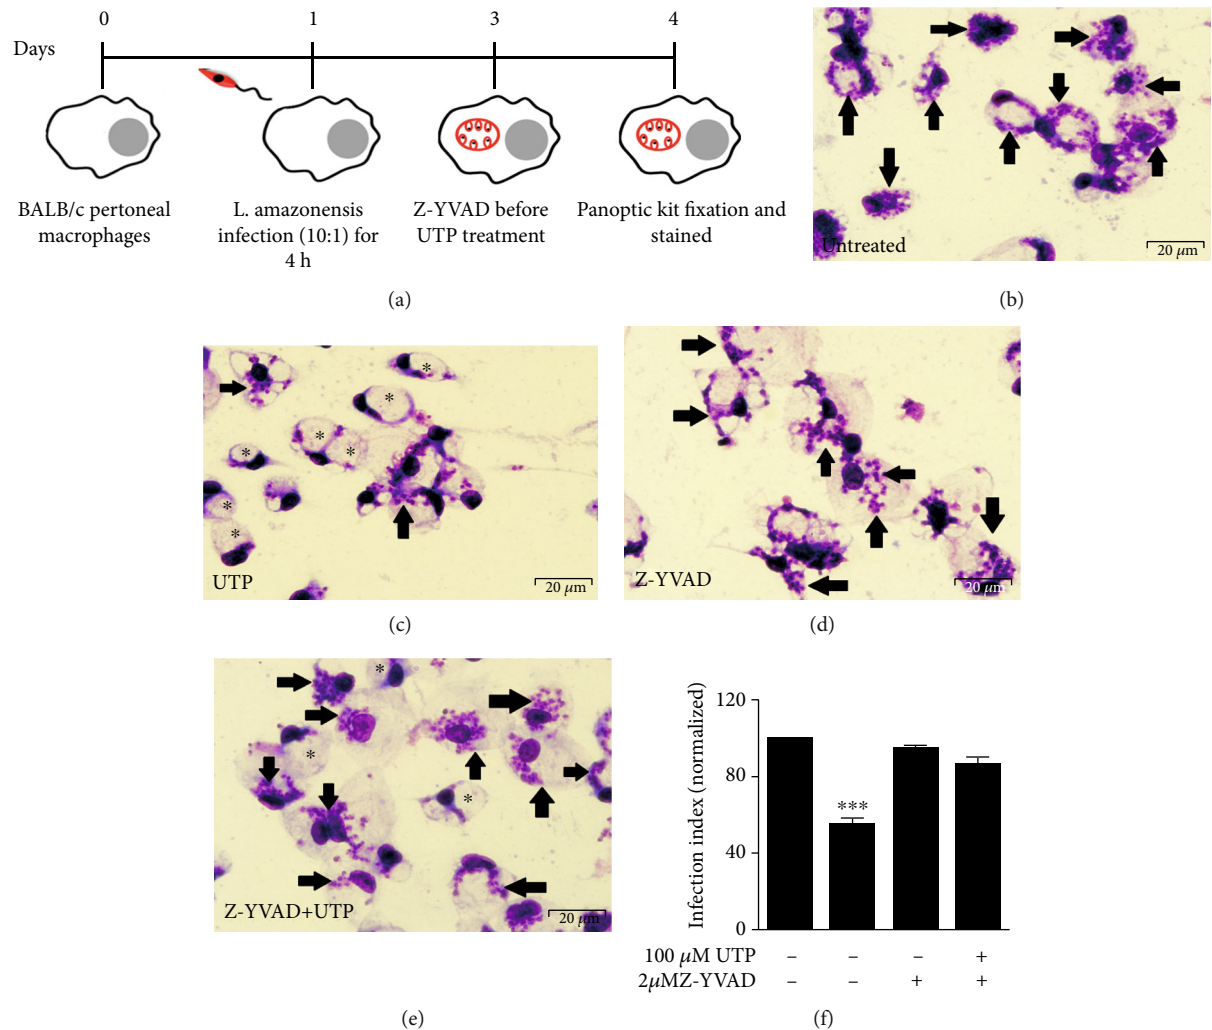 Days
0 1 3 4
BALB/c pertoneal
macrophages
L. amazonensis
infection (10:1) for
4 h
Z-YVAD before
UTP treatment
Panoptic kit fixation and
stained
(a)
Untreated
20 μm
(b)
* * * * * * *
UTP
20 μm
(c)
Z-YVAD
20 μm
(d)
* * *
Z-YVAD+UTP
20 μm
(e)
Infection index (normalized)
120
80
40
0
***
100 μM UTP – – – +
2μMZ-YVAD – – + +
(f)